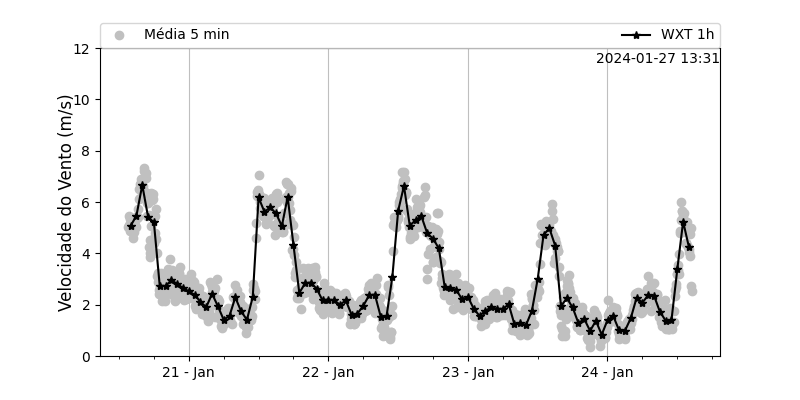 Média 5 min
WXT 1h
2024-01-27 13:31
Velocidade do Vento (m/s)
12
10
8
6
4
2
0
21 - Jan
22 - Jan
23 - Jan
24 - Jan